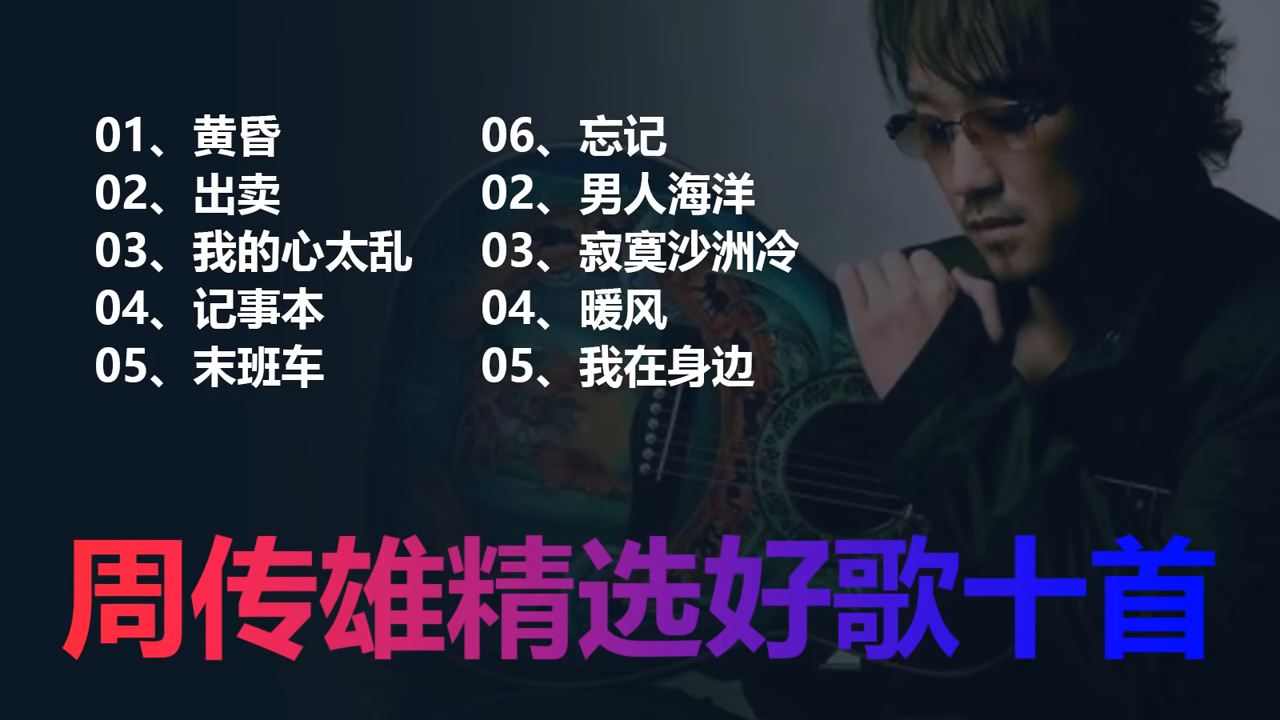 01、黄昏
02、出卖
03、我的心太乱
04、记事本
05、末班车
06、忘记
02、男人海洋
03、寂寞沙洲冷
04、暖风
05、我在身边
周传雄精选好歌十首